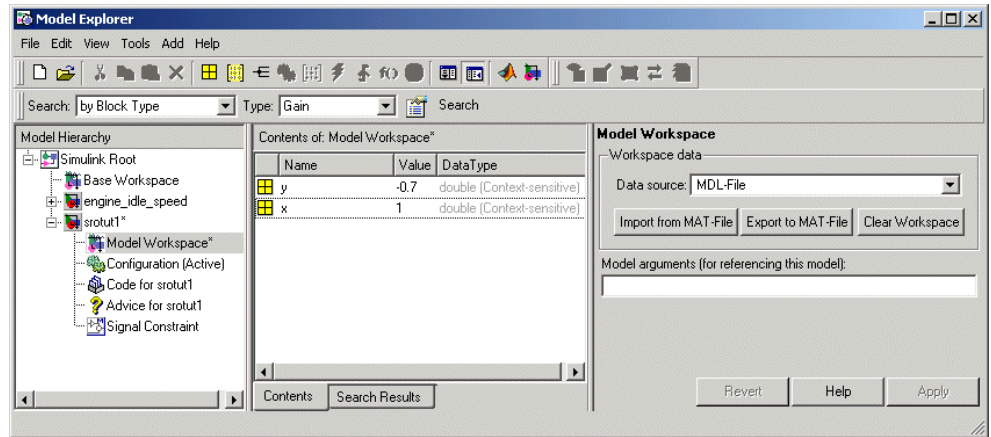 Model Explorer
File Edit View Tools Add Help
Search: by Block Type Type: Gain Search
Model Hierarchy
Simulink Root
Base Workspace
engine_idle_speed
srotut1*
Model Workspace*
Configuration (Active)
Code for srotut1
Advice for srotut1
Signal Constraint
Contents of: Model Workspace*
Name Value DataType
y -0.7 double (Context-sensitive)
x 1 double (Context-sensitive)
Contents Search Results
Model Workspace
Workspace data
Data source: MDL-File
Import from MAT-File Export to MAT-File Clear Workspace
Model arguments (for referencing this model):
Revert Help Apply